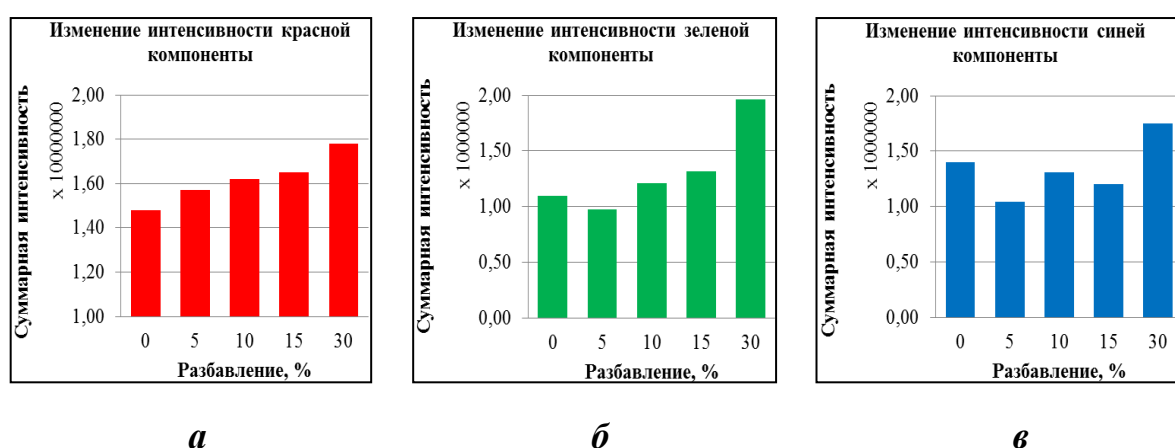 Изменение интенсивности красной
компоненты
Суммарная интенсивность
х 10000000
2,00
1,80
1,60
1,40
1,20
1,00
0 5 10 15 30
Разбавление, %
а
Изменение интенсивности зеленой
компоненты
Суммарная интенсивность
х 1000000
2,00
1,50
1,00
0,50
0,00
0 5 10 15 30
Разбавление, %
б
Изменение интенсивности синей
компоненты
Суммарная интенсивность
х 1000000
2,00
1,50
1,00
0,50
0,00
0 5 10 15 30
Разбавление, %
в